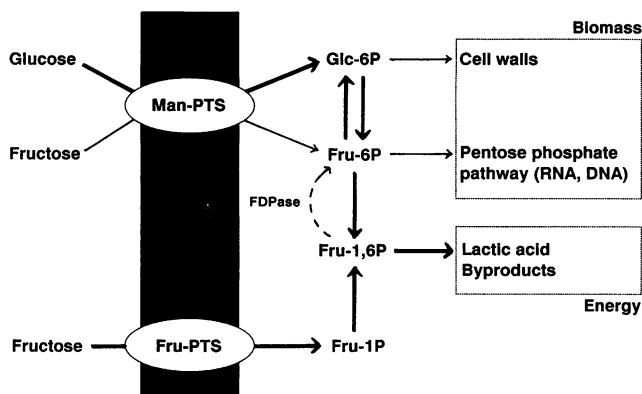 Biomass
Glucose
Glc-6P
Cell walls
Man-PTS
Fructose
Fru-6P
Pentose phosphate
pathway (RNA, DNA)
FDPase
Fru-1,6P
Lactic acid
Byproducts
Energy
Fructose
Fru-PTS
Fru-1P